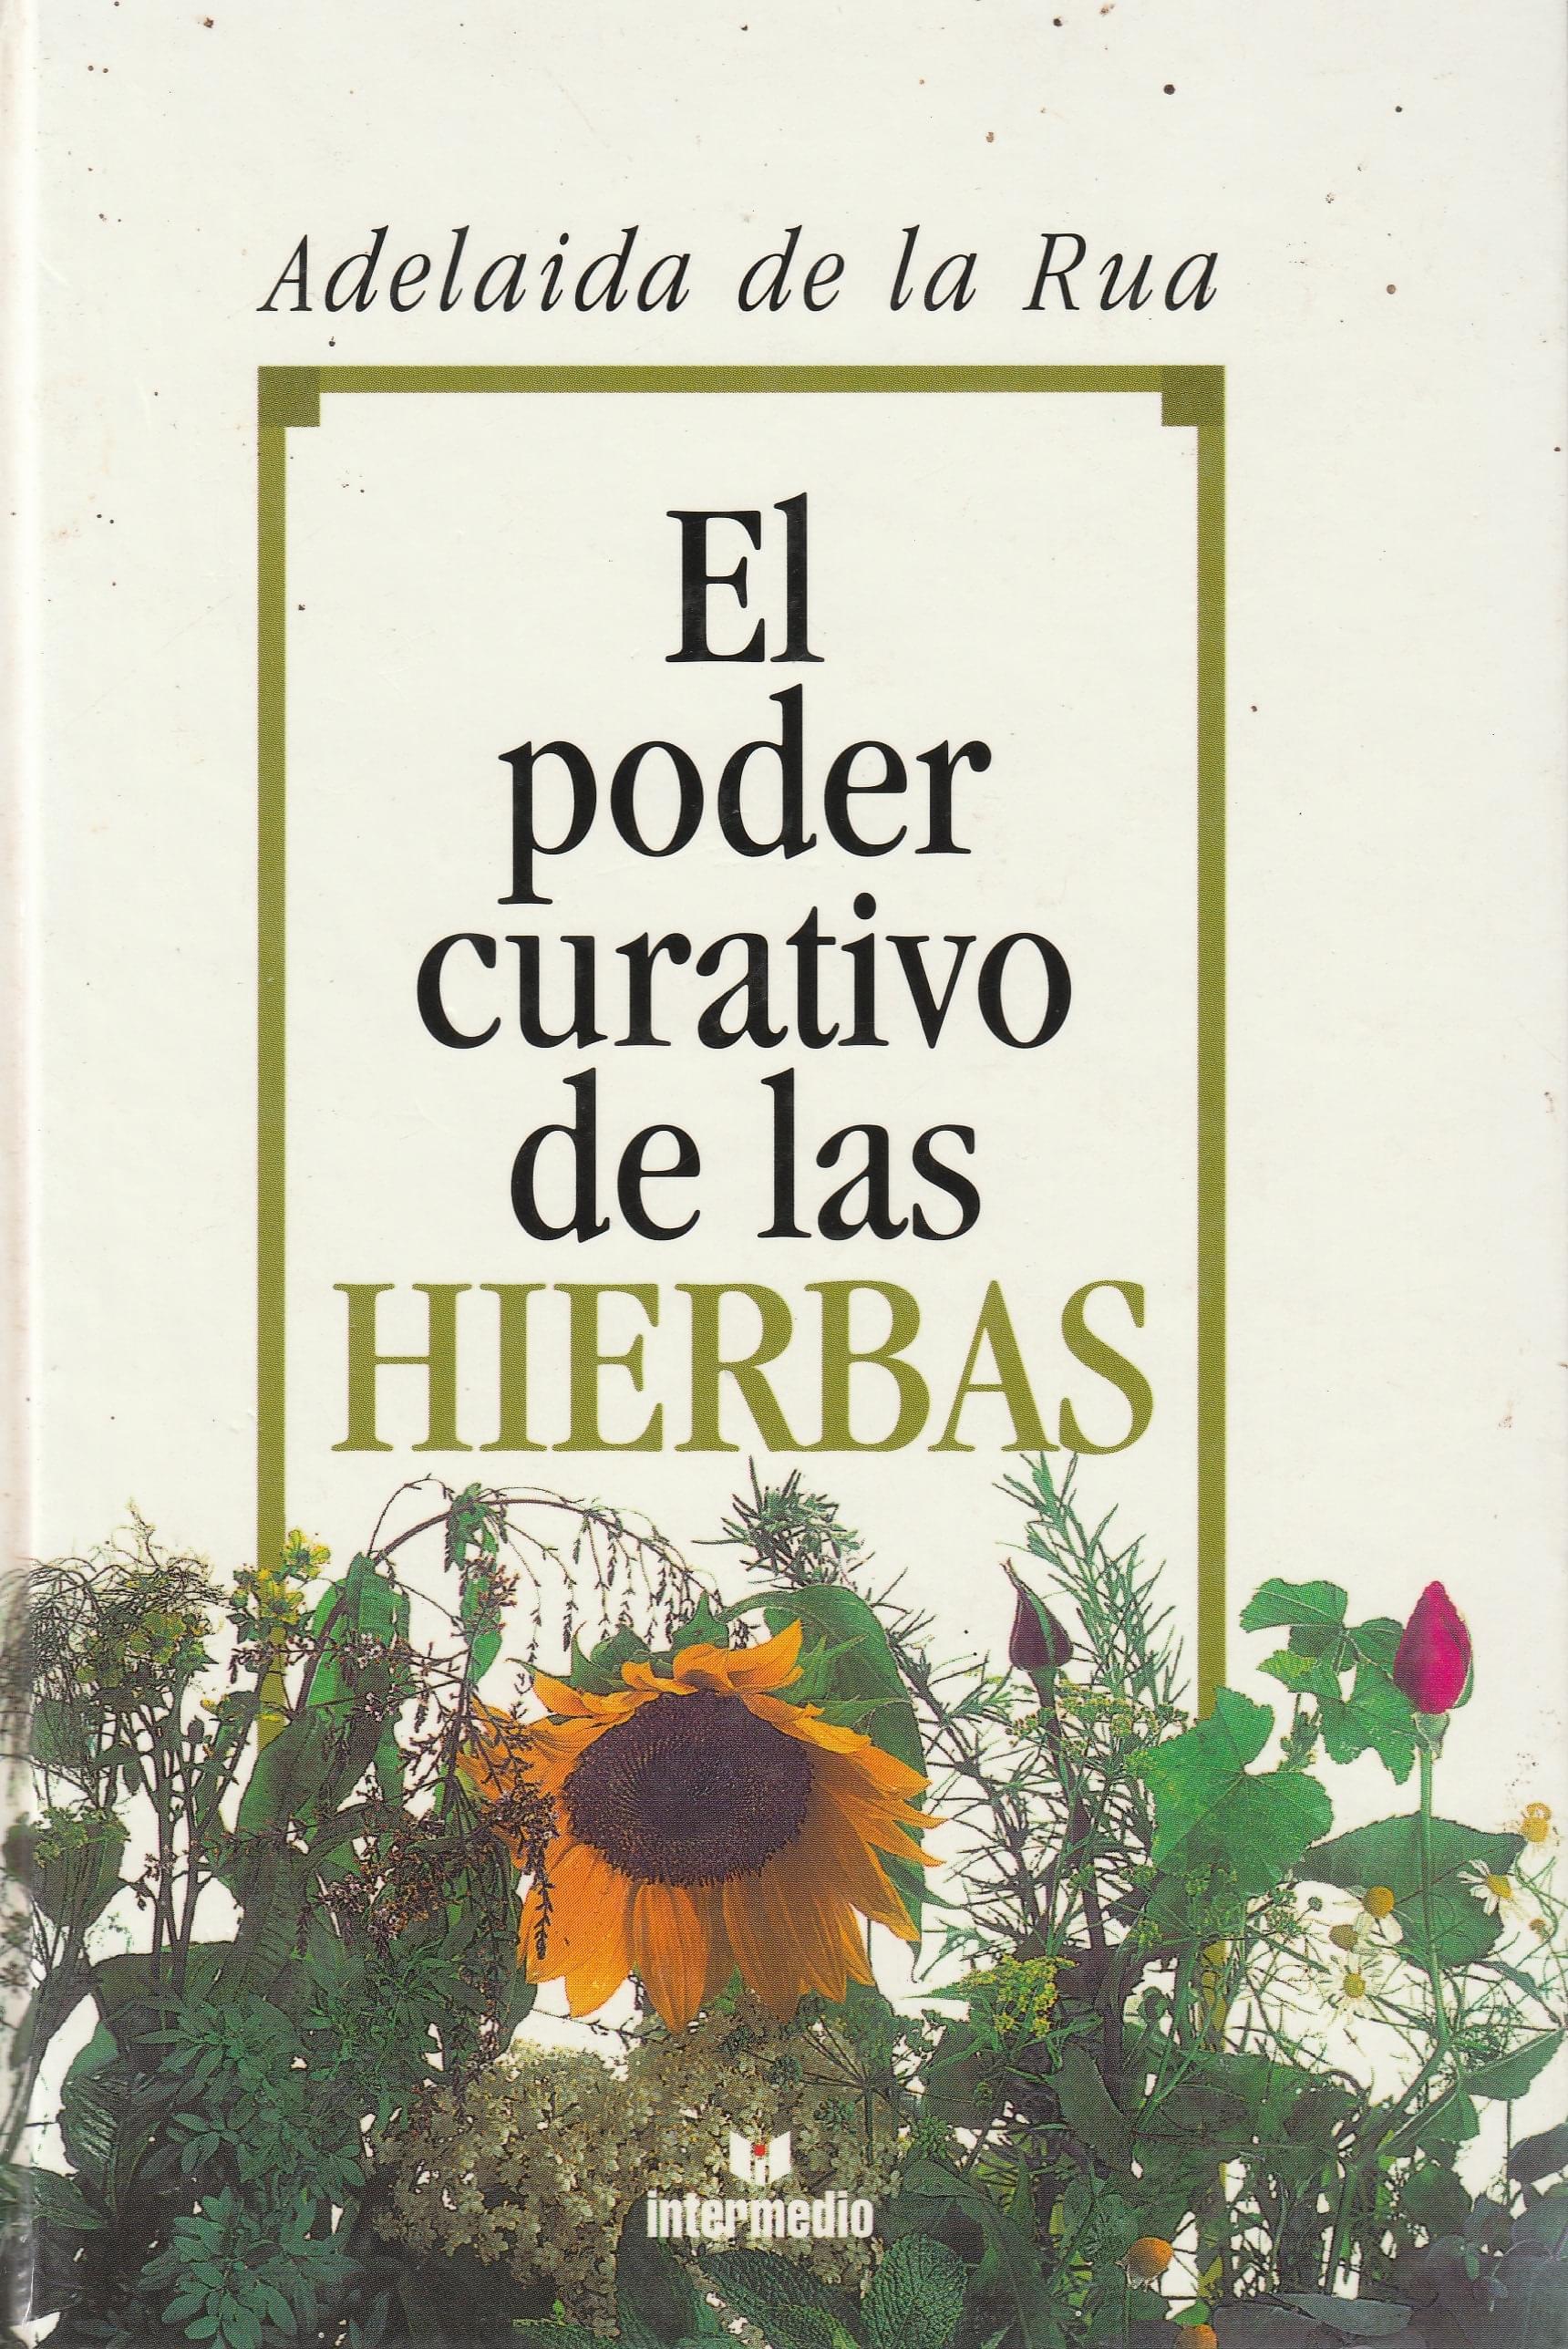 Adelaida de la Rua
El
poder
curativo
de las
HIERBAS
intermedio